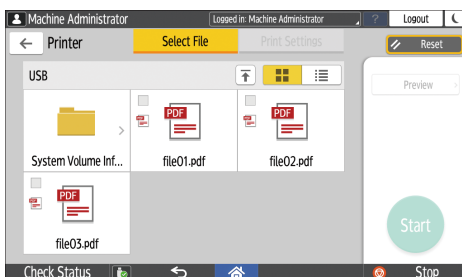 Machine Administrator
Logged in: Machine Administrator
?
Logout
Printer
Select File
Print Settings
Reset
USB
Preview
PDF
PDF
System Volume Inf...
file01.pdf
file02.pdf
PDF
file03.pdf
Start
Check Status
Stop